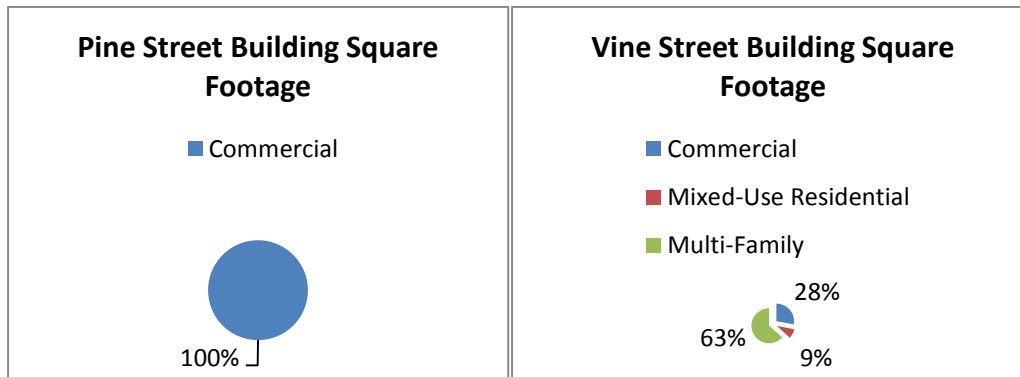 Pine Street Building Square
Footage
Commercial
100%
Vine Street Building Square
Footage
Commercial
Mixed-Use Residential
Multi-Family
28%
63%
9%